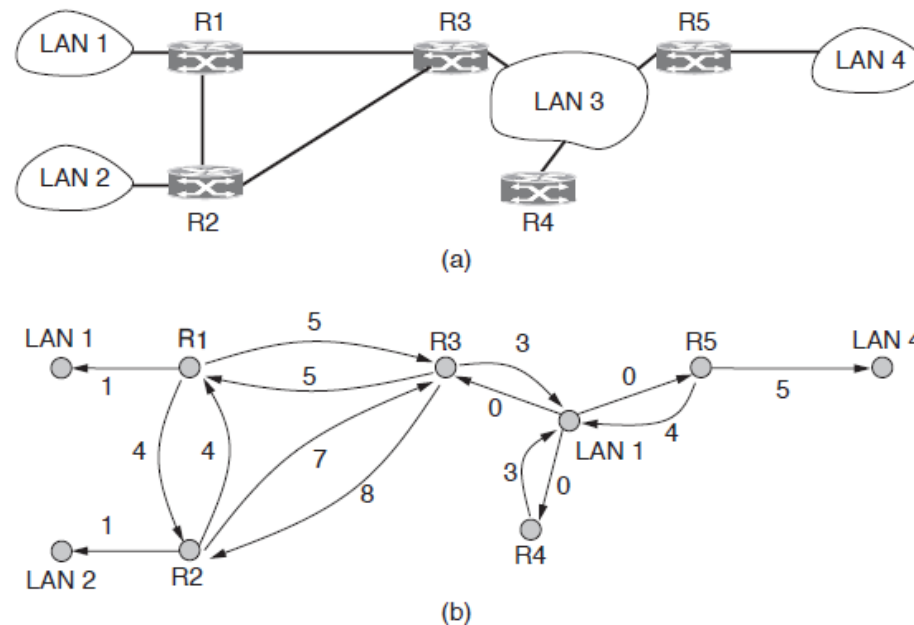 LAN 1
R1
R3
R5
LAN 4
LAN 3
LAN 2
R2
R4
(a)
LAN 1
R1
5
R3
3
R5
LAN 4
1
5
0
0
5
4
4
7
8
LAN 1
4
3
0
1
LAN 2
R2
R4
(b)